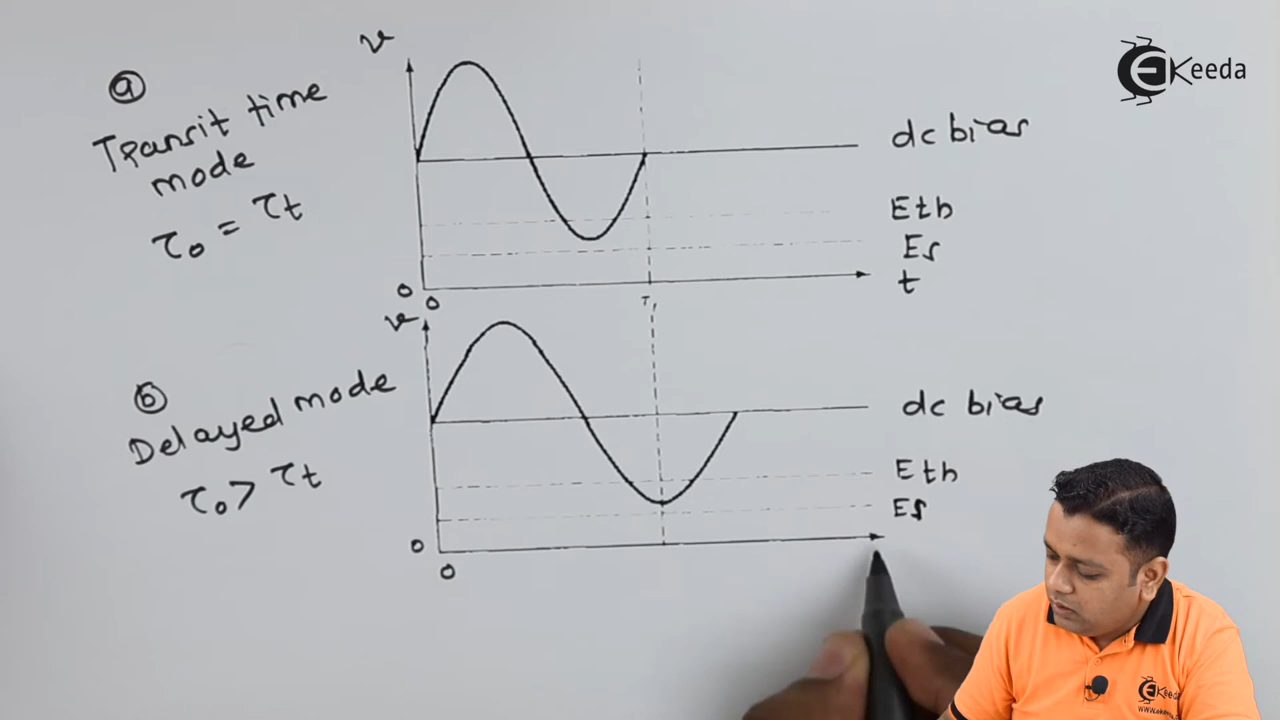 v
ⓐ
Transit time
mode
τ₀ = τt
dc bias
Eth
Es
t
0
0
v
ⓑ
Delayed mode
τ₀ > τt
dc bias
Eth
Es
0
0
EKeeda
EKeeda